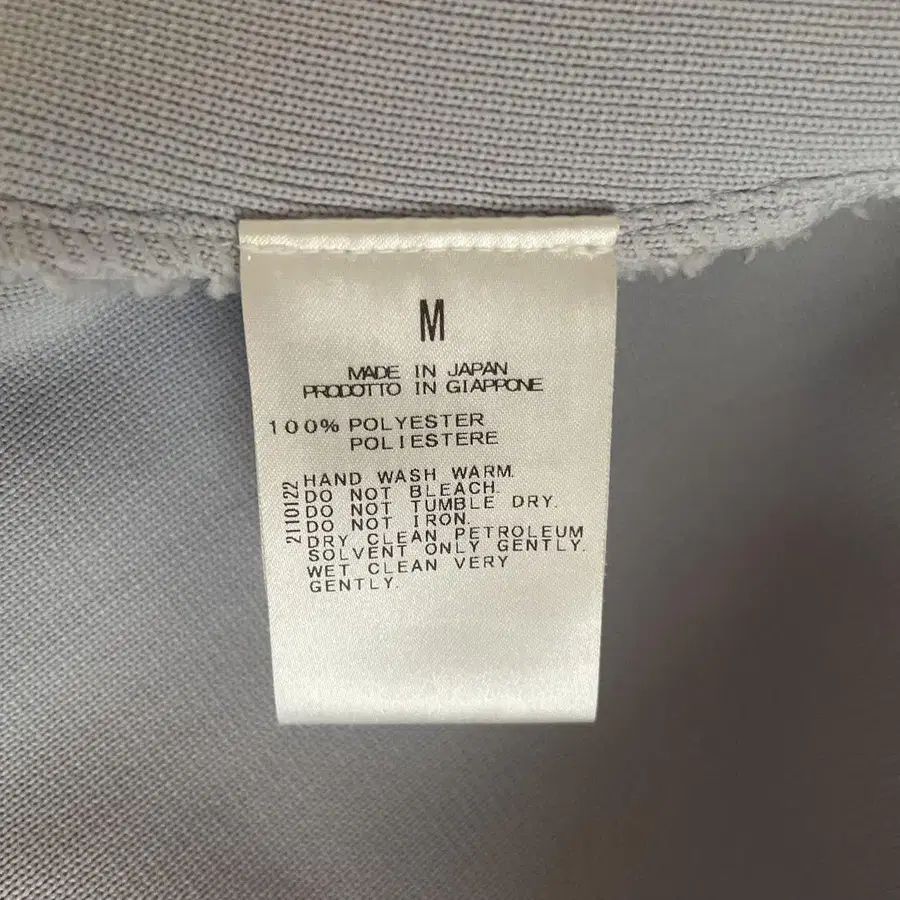 M
MADE IN JAPAN
PRODOTTO IN GIAPPONE
100% POLYESTER
POLIESTERE
HAND WASH WARM.
DO NOT BLEACH.
DO NOT TUMBLE DRY.
DO NOT IRON.
DRY CLEAN PETROLEUM
SOLVENT ONLY GENTLY.
WET CLEAN VERY
GENTLY.
2110122